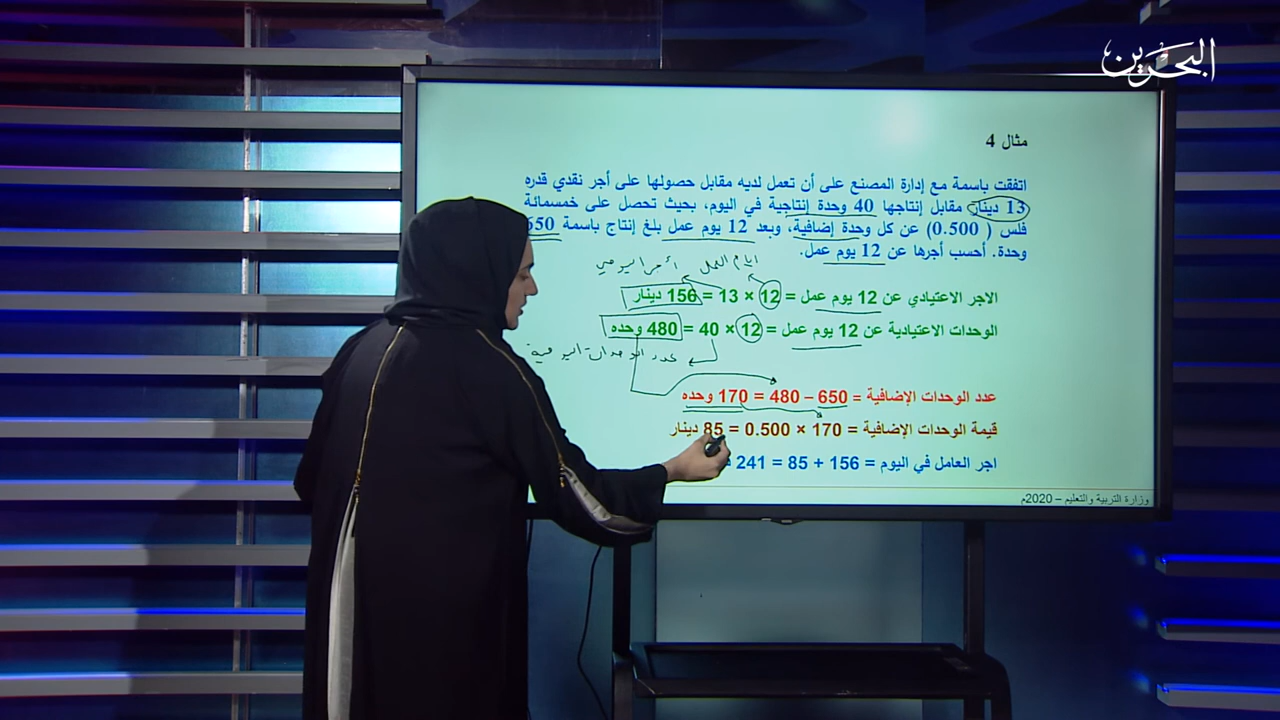 البحرين
مثال 4
اتفقت باسمة مع إدارة المصنع على أن تعمل لديه مقابل حصولها على أجر نقدي قدره
13 دينار مقابل إنتاجها 40 وحدة إنتاجية في اليوم، بحيث تحصل على خمسمائة
فلس ( 0.500) عن كل وحدة إضافية، وبعد 12 يوم عمل بلغ إنتاج باسمة 650
وحدة. أحسب أجرها عن 12 يوم عمل.
ايام العمل أجر اليومي
الاجر الاعتيادي عن 12 يوم عمل = 12 × 13 = 156 دينار
الوحدات الاعتيادية عن 12 يوم عمل = 12 × 40 = 480 وحده
عدد الوحدات اليومية
عدد الوحدات الإضافية = 650 – 480 = 170 وحده
قيمة الوحدات الإضافية = 170 × 0.500 = 85 دينار
اجر العامل في اليوم = 156 + 85 = 241
وزارة التربية والتعليم – 2020م